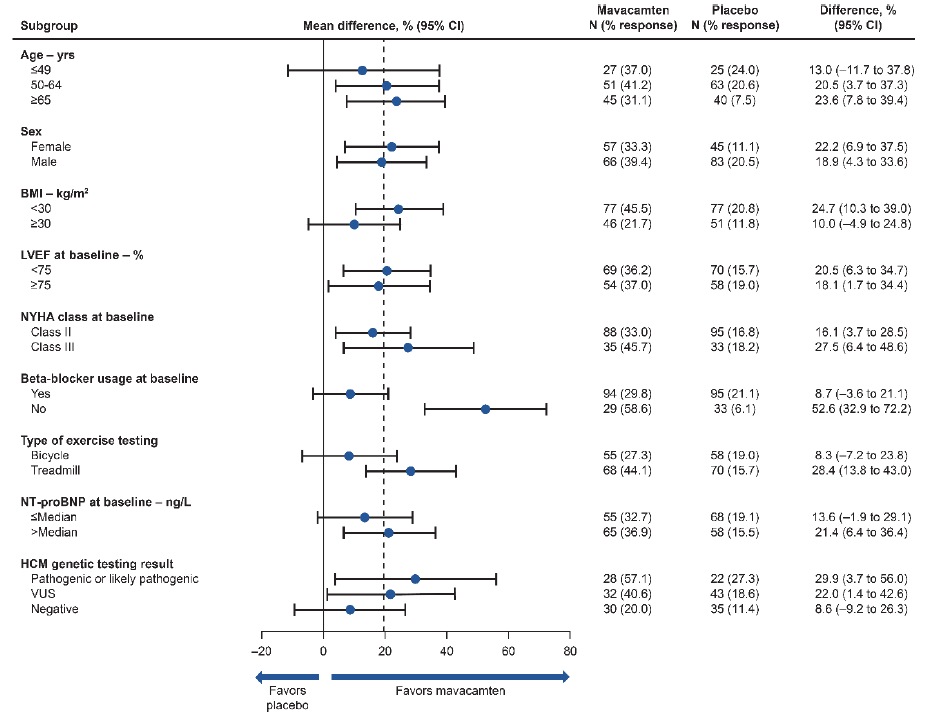 Subgroup Mean difference, % (95% CI) Mavacamten N (% response) Placebo N (% response) Difference, % (95% CI)
Age – yrs
≤49 27 (37.0) 25 (24.0) 13.0 (–11.7 to 37.8)
50-64 51 (41.2) 63 (20.6) 20.5 (3.7 to 37.3)
≥65 45 (31.1) 40 (7.5) 23.6 (7.8 to 39.4)
Sex
Female 57 (33.3) 45 (11.1) 22.2 (6.9 to 37.5)
Male 66 (39.4) 83 (20.5) 18.9 (4.3 to 33.6)
BMI – kg/m²
<30 77 (45.5) 77 (20.8) 24.7 (10.3 to 39.0)
≥30 46 (21.7) 51 (11.8) 10.0 (–4.9 to 24.8)
LVEF at baseline – %
<75 69 (36.2) 70 (15.7) 20.5 (6.3 to 34.7)
≥75 54 (37.0) 58 (19.0) 18.1 (1.7 to 34.4)
NYHA class at baseline
Class II 88 (33.0) 95 (16.8) 16.1 (3.7 to 28.5)
Class III 35 (45.7) 33 (18.2) 27.5 (6.4 to 48.6)
Beta-blocker usage at baseline
Yes 94 (29.8) 95 (21.1) 8.7 (–3.6 to 21.1)
No 29 (58.6) 33 (6.1) 52.6 (32.9 to 72.2)
Type of exercise testing
Bicycle 55 (27.3) 58 (19.0) 8.3 (–7.2 to 23.8)
Treadmill 68 (44.1) 70 (15.7) 28.4 (13.8 to 43.0)
NT-proBNP at baseline – ng/L
≤Median 55 (32.7) 68 (19.1) 13.6 (–1.9 to 29.1)
>Median 65 (36.9) 58 (15.5) 21.4 (6.4 to 36.4)
HCM genetic testing result
Pathogenic or likely pathogenic 28 (57.1) 22 (27.3) 29.9 (3.7 to 56.0)
VUS 32 (40.6) 43 (18.6) 22.0 (1.4 to 42.6)
Negative 30 (20.0) 35 (11.4) 8.6 (–9.2 to 26.3)
–20 0 20 40 60 80
Favors placebo Favors mavacamten